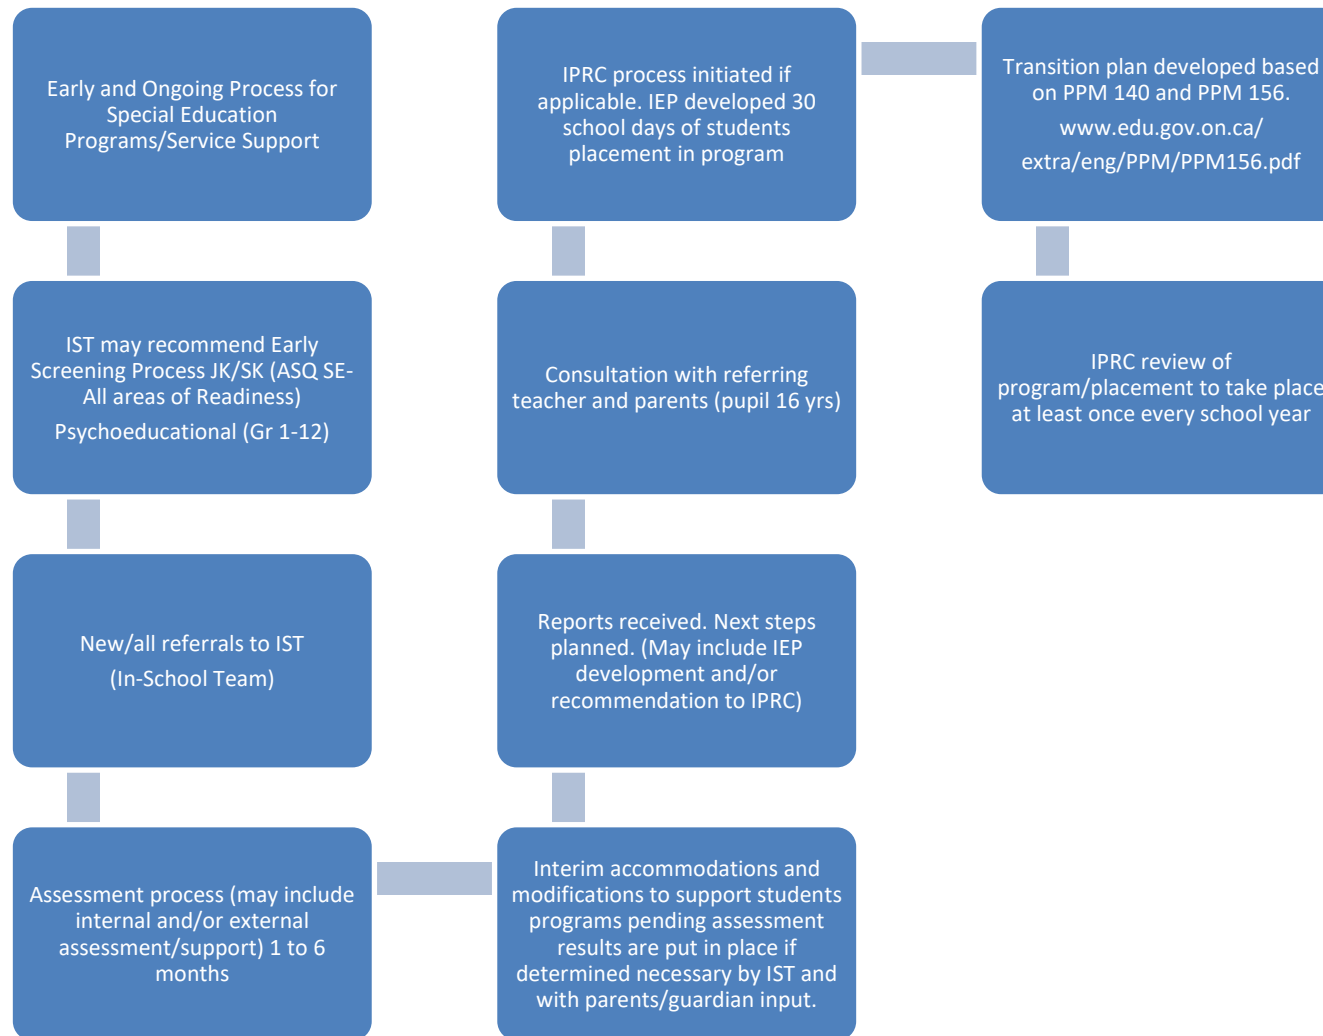 Early and Ongoing Process for
Special Education
Programs/Service Support
IST may recommend Early
Screening Process JK/SK (ASQ SE-
All areas of Readiness)
Psychoeducational (Gr 1-12)
New/all referrals to IST
(In-School Team)
Assessment process (may include
internal and/or external
assessment/support) 1 to 6
months
Interim accommodations and
modifications to support students
programs pending assessment
results are put in place if
determined necessary by IST and
with parents/guardian input.
Reports received. Next steps
planned. (May include IEP
development and/or
recommendation to IPRC)
Consultation with referring
teacher and parents (pupil 16 yrs)
IPRC process initiated if
applicable. IEP developed 30
school days of students
placement in program
Transition plan developed based
on PPM 140 and PPM 156.
www.edu.gov.on.ca/
extra/eng/PPM/PPM156.pdf
IPRC review of
program/placement to take place
at least once every school year